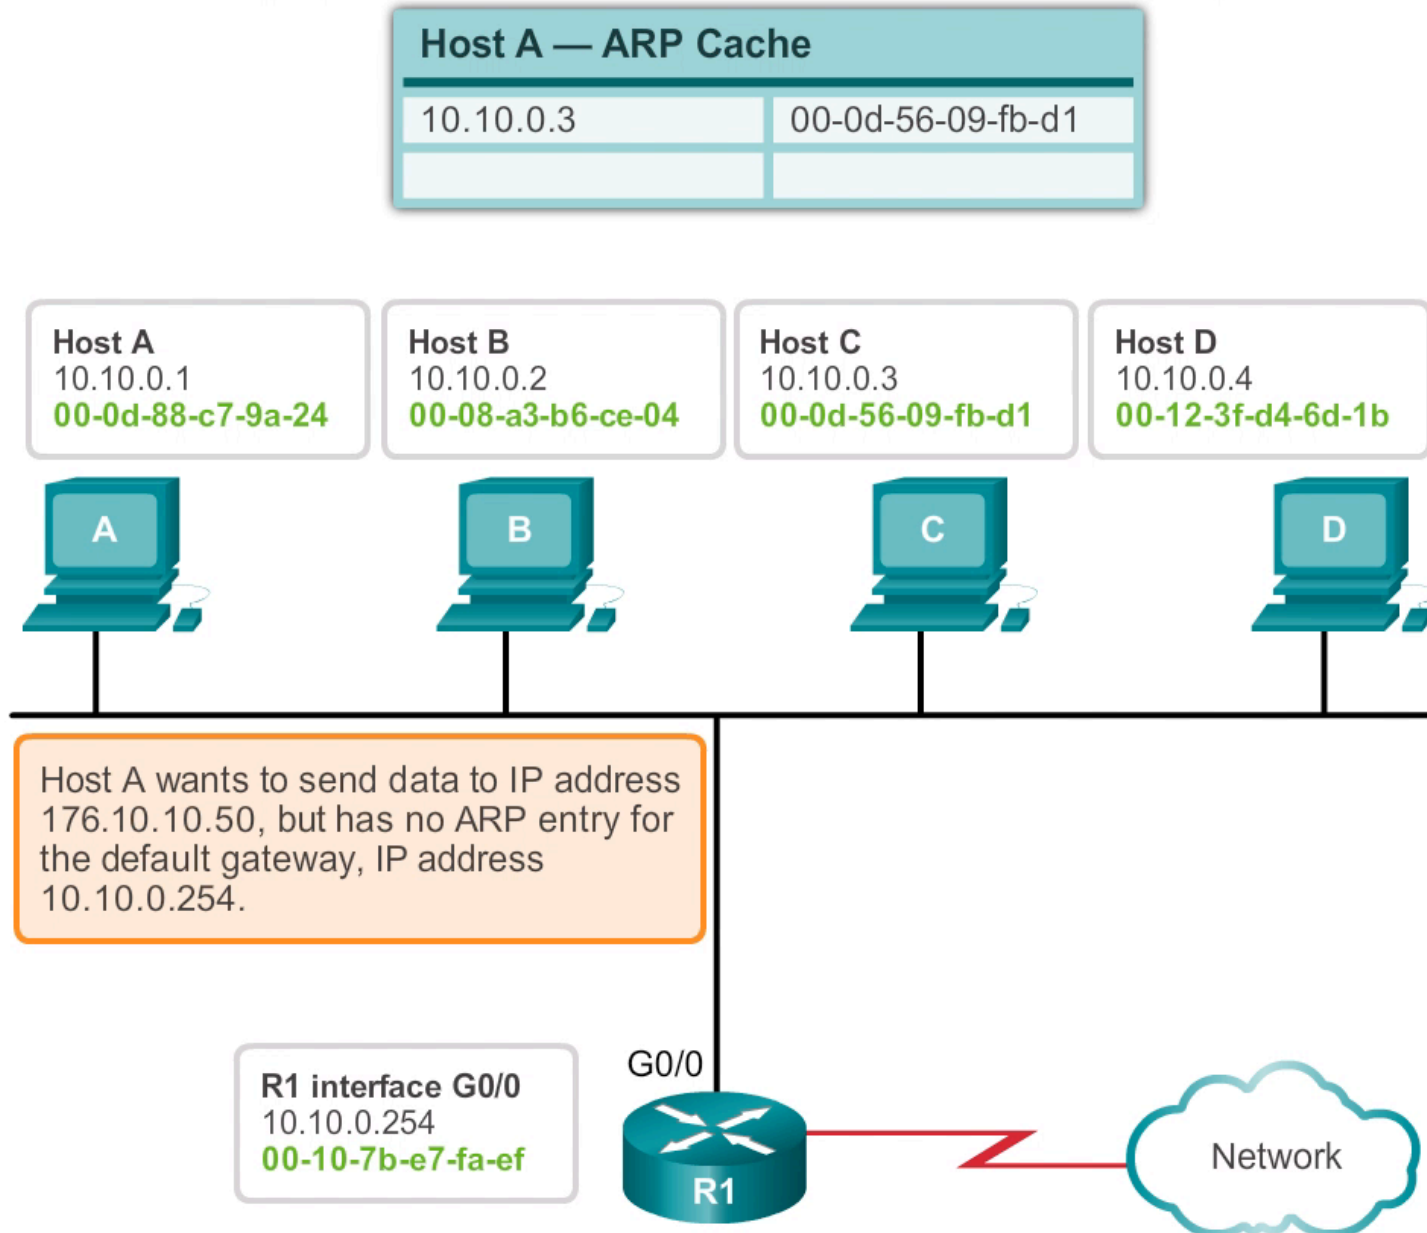 Host A — ARP Cache
10.10.0.3 00-0d-56-09-fb-d1
Host A
10.10.0.1
00-0d-88-c7-9a-24
Host B
10.10.0.2
00-08-a3-b6-ce-04
Host C
10.10.0.3
00-0d-56-09-fb-d1
Host D
10.10.0.4
00-12-3f-d4-6d-1b
A
B
C
D
Host A wants to send data to IP address
176.10.10.50, but has no ARP entry for
the default gateway, IP address
10.10.0.254.
G0/0
R1 interface G0/0
10.10.0.254
00-10-7b-e7-fa-ef
R1
Network